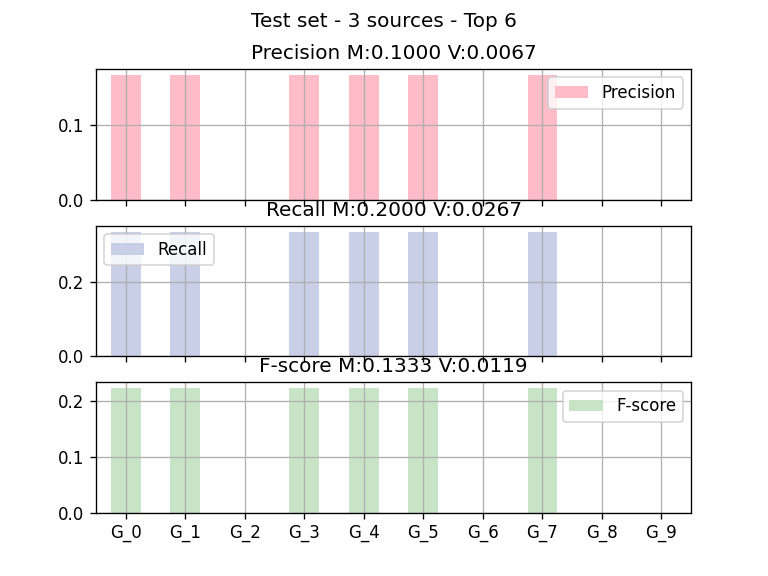 Test set - 3 sources - Top 6
Precision M:0.1000 V:0.0067
Precision
0.1
0.0
Recall M:0.2000 V:0.0267
Recall
0.2
0.0
F-score M:0.1333 V:0.0119
F-score
0.2
0.1
0.0
G_0 G_1 G_2 G_3 G_4 G_5 G_6 G_7 G_8 G_9